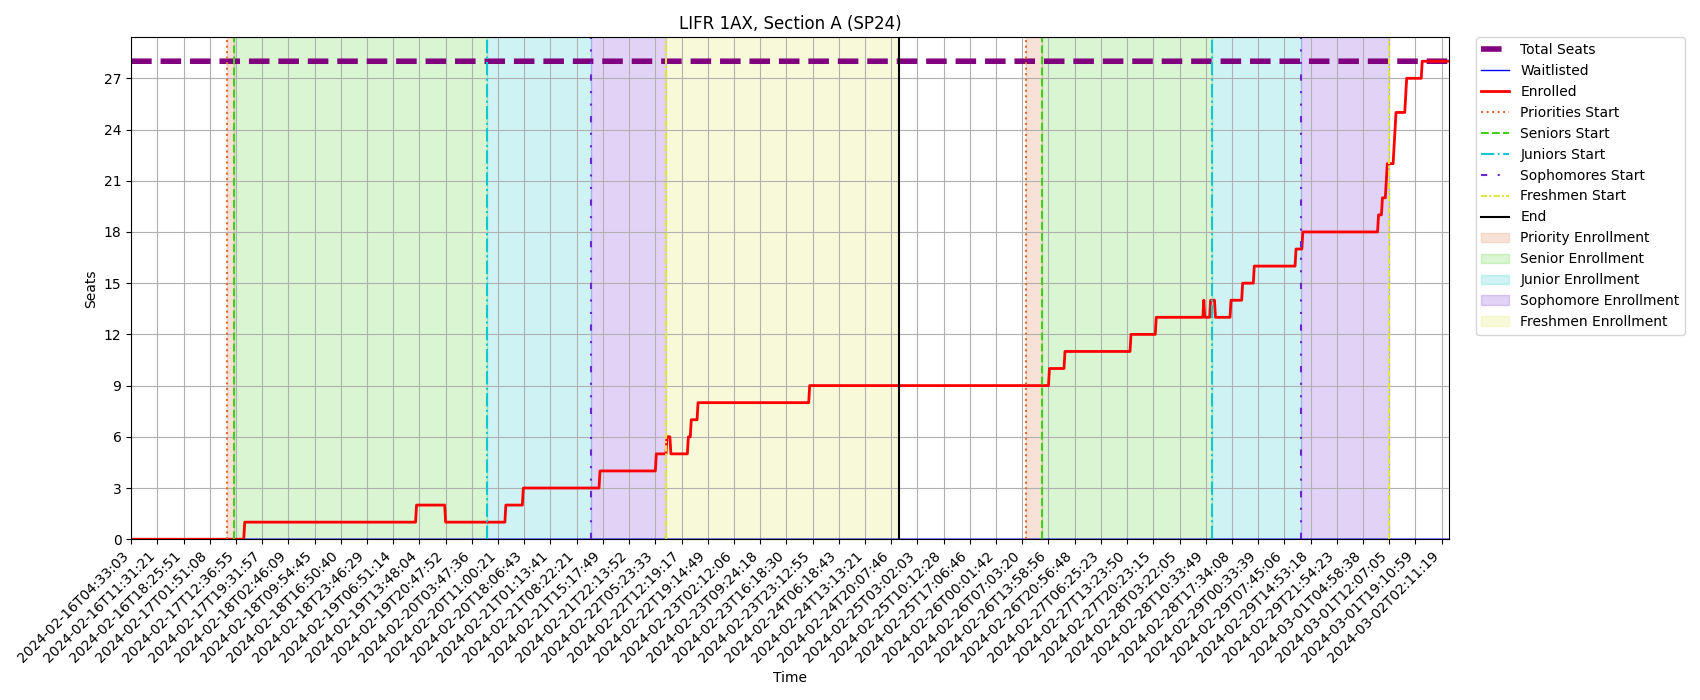 LIFR 1AX, Section A (SP24)
Total Seats
Waitlisted
Enrolled
Priorities Start
Seniors Start
Juniors Start
Sophomores Start
Freshmen Start
End
Priority Enrollment
Senior Enrollment
Junior Enrollment
Sophomore Enrollment
Freshmen Enrollment
Seats
27
24
21
18
15
12
9
6
3
0
2024-02-16T04:33:03
2024-02-16T11:31:21
2024-02-16T18:25:51
2024-02-17T01:51:08
2024-02-17T12:36:55
2024-02-17T19:31:57
2024-02-18T02:46:09
2024-02-18T09:54:45
2024-02-18T16:50:40
2024-02-18T23:46:29
2024-02-19T06:51:14
2024-02-19T13:48:04
2024-02-19T20:47:52
2024-02-20T03:47:36
2024-02-20T11:00:21
2024-02-20T18:06:43
2024-02-21T01:13:41
2024-02-21T08:22:21
2024-02-21T15:17:49
2024-02-21T22:13:52
2024-02-22T05:23:33
2024-02-22T12:19:17
2024-02-22T19:14:49
2024-02-23T02:12:06
2024-02-23T09:24:18
2024-02-23T16:18:30
2024-02-23T23:12:55
2024-02-24T06:18:43
2024-02-24T13:13:21
2024-02-24T20:07:46
2024-02-25T03:02:03
2024-02-25T10:12:28
2024-02-25T17:06:46
2024-02-26T00:01:42
2024-02-26T07:03:20
2024-02-26T13:58:56
2024-02-26T20:56:48
2024-02-27T06:25:23
2024-02-27T13:23:50
2024-02-27T20:23:15
2024-02-28T03:22:05
2024-02-28T10:33:49
2024-02-28T17:34:08
2024-02-29T00:33:39
2024-02-29T07:45:06
2024-02-29T14:53:18
2024-02-29T21:54:23
2024-03-01T04:58:38
2024-03-01T12:07:05
2024-03-01T19:10:59
2024-03-02T02:11:19
Time